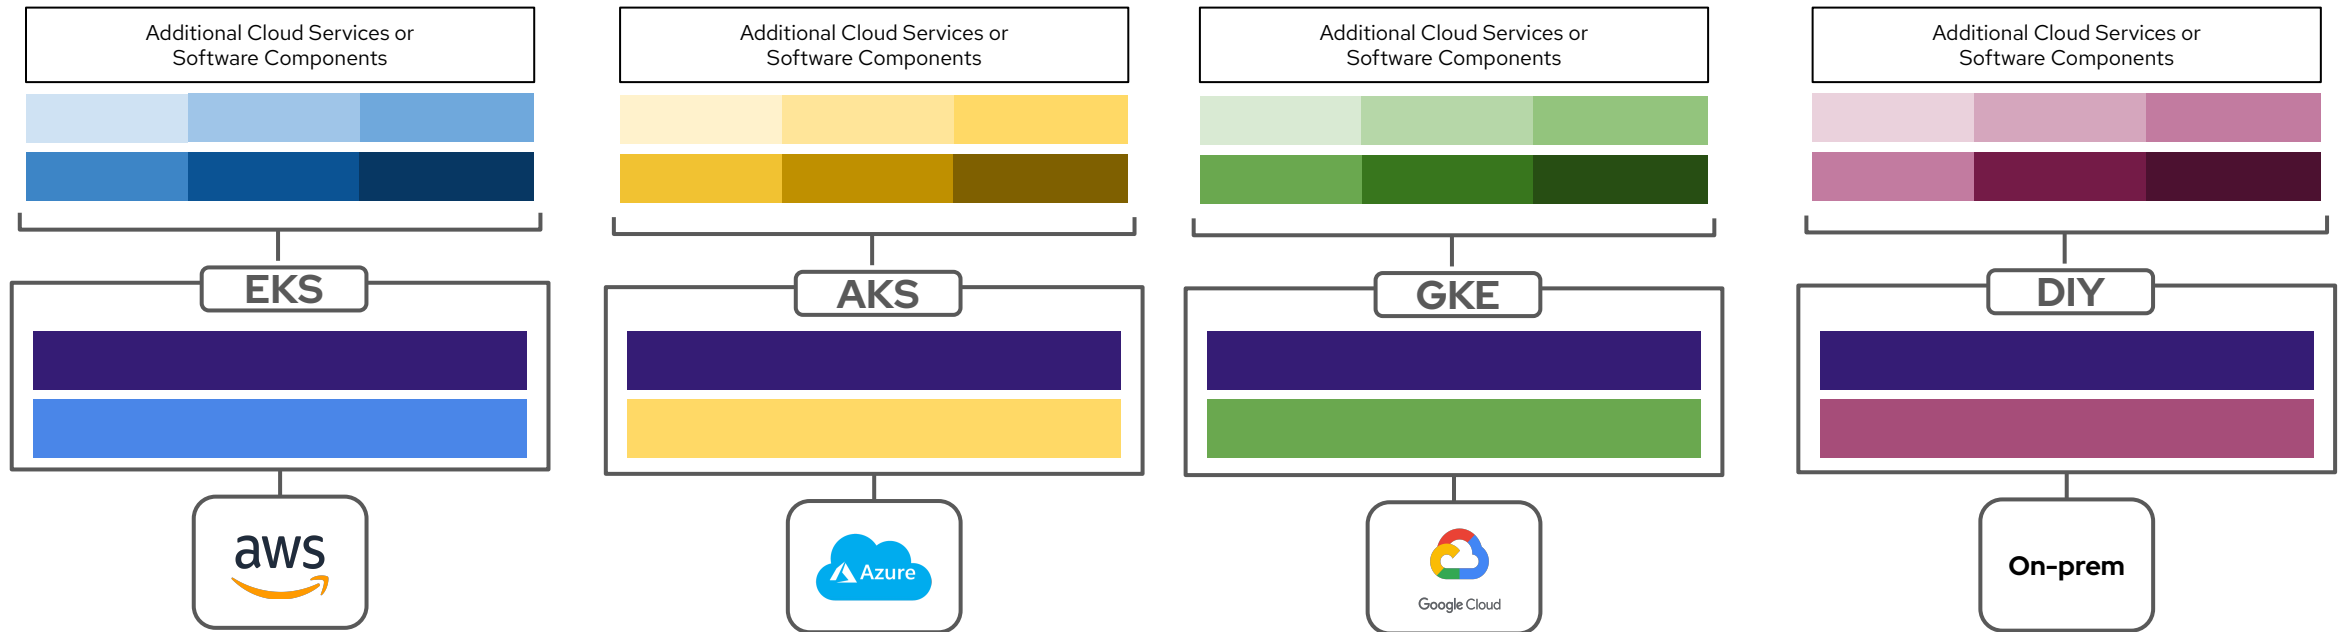 Additional Cloud Services or
Software Components
Additional Cloud Services or
Software Components
Additional Cloud Services or
Software Components
Additional Cloud Services or
Software Components
EKS
AKS
GKE
DIY
aws
Azure
Google Cloud
On-prem